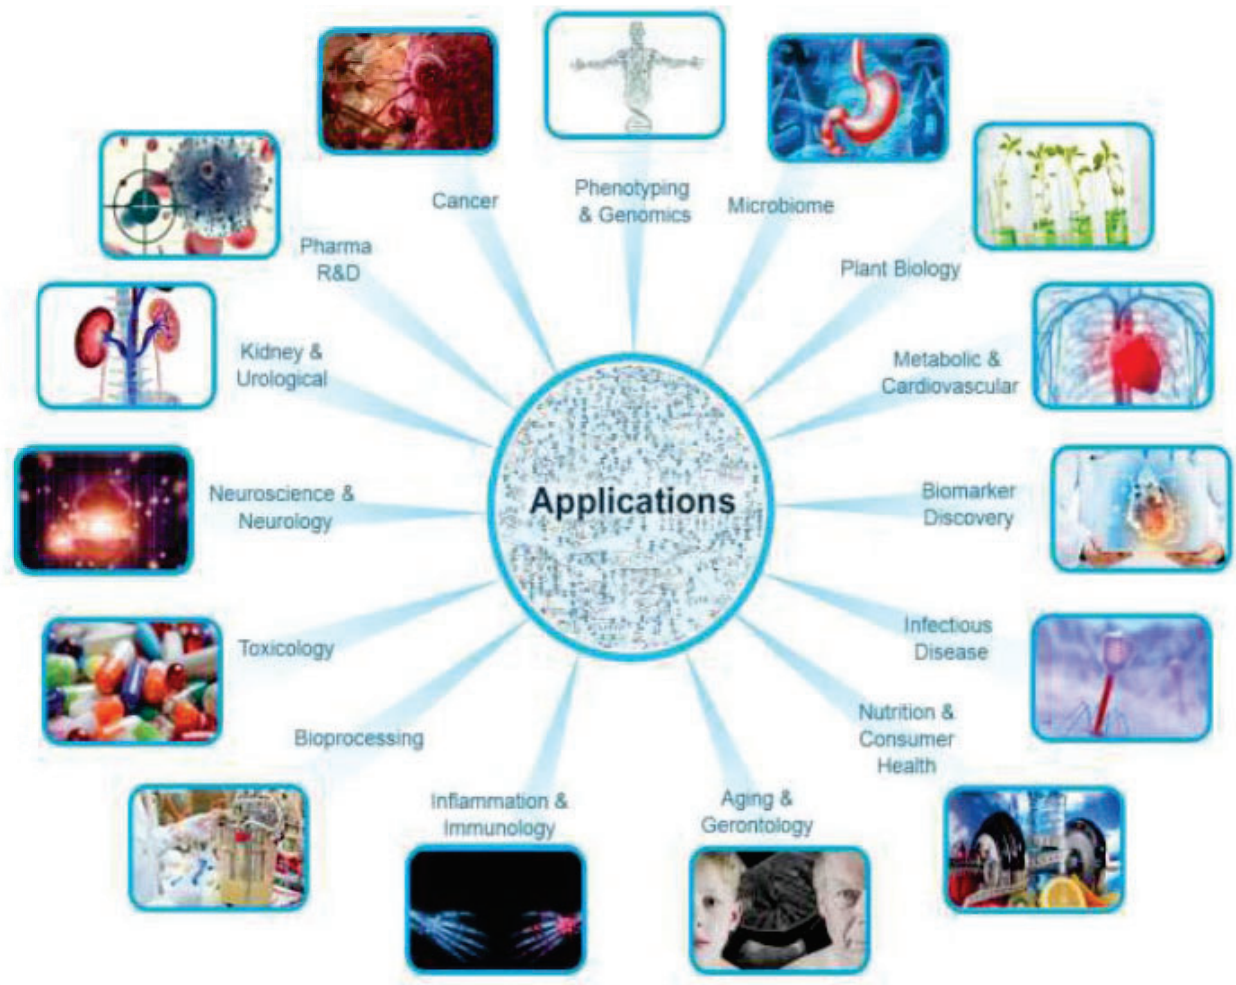 Phenotyping
& Genomics
Microbiome
Plant Biology
Metabolic &
Cardiovascular
Biomarker
Discovery
Infectious
Disease
Nutrition &
Consumer
Health
Aging &
Gerontology
Inflammation &
Immunology
Bioprocessing
Toxicology
Neuroscience &
Neurology
Kidney &
Urological
Pharma
R&D
Cancer
Applications